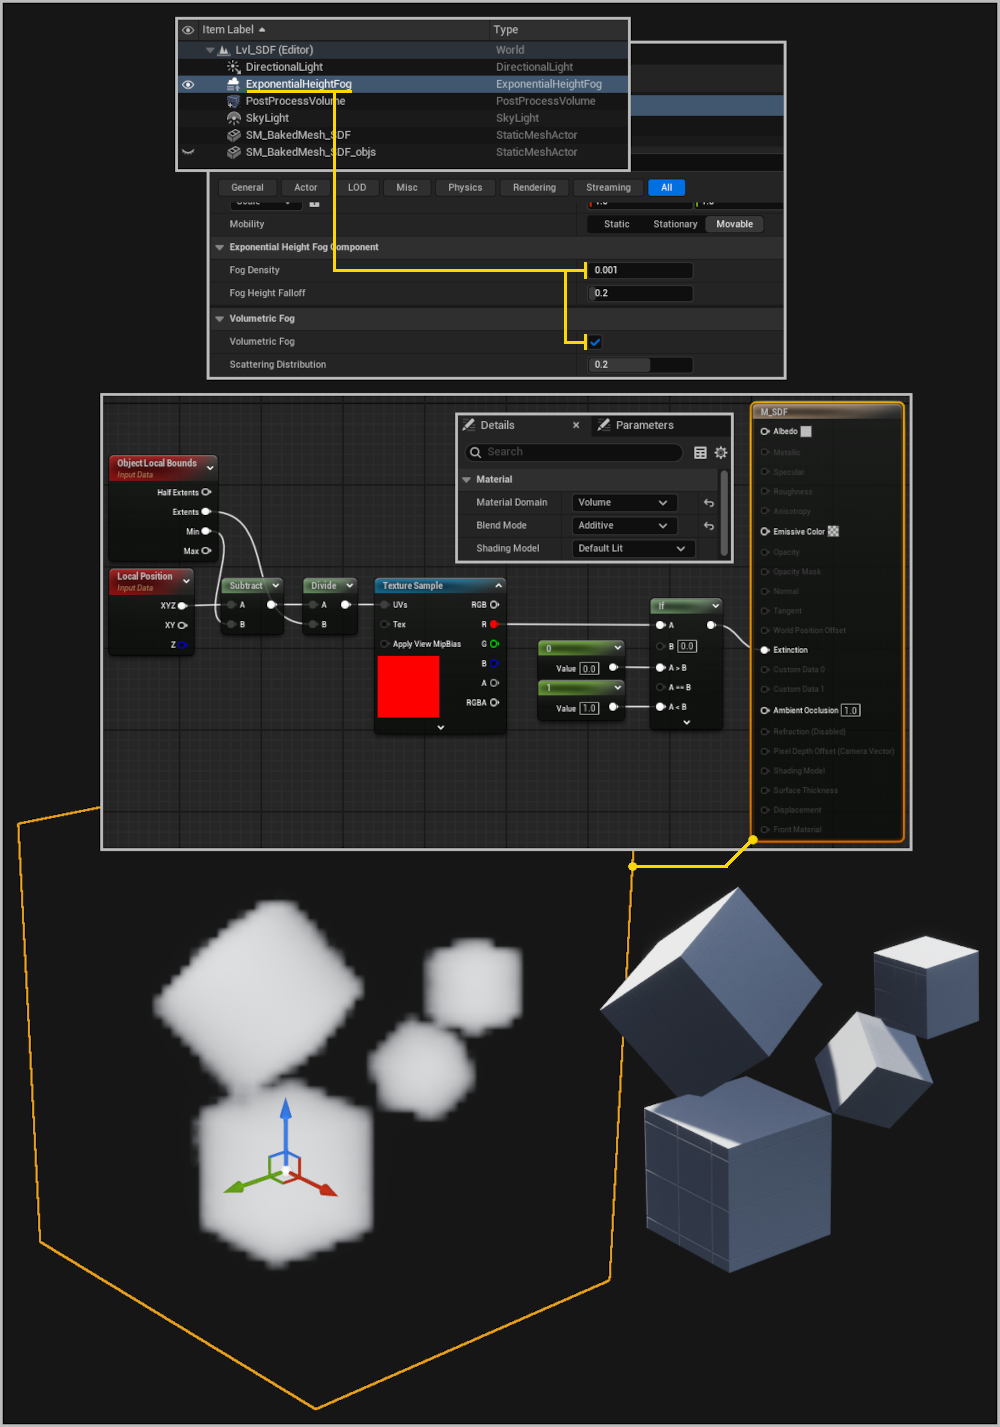 Item Label Type
Lvl_SDF (Editor) World
DirectionalLight DirectionalLight
ExponentialHeightFog ExponentialHeightFog
PostProcessVolume PostProcessVolume
SkyLight SkyLight
SM_BakedMesh_SDF StaticMeshActor
SM_BakedMesh_SDF_objs StaticMeshActor
General Actor LOD Misc Physics Rendering Streaming All
Mobility Static Stationary Movable
Exponential Height Fog Component
Fog Density 0.001
Fog Height Falloff 0.2
Volumetric Fog
Volumetric Fog
Scattering Distribution 0.2
Details × Parameters
Search
Material
Material Domain Volume
Blend Mode Additive
Shading Model Default Lit
Object Local Bounds
Input Data
Half Extents
Extents
Min
Max
Local Position
Input Data
XYZ
XY
Z
Subtract
A
B
Divide
A
B
Texture Sample
UVs RGB
Tex R
Apply View MipBias G
B
A
RGBA
0
Value 0.0
1
Value 1.0
If
A
B 0.0
A > B
A == B
A < B
M_SDF
Albedo
Metallic
Specular
Roughness
Anisotropy
Emissive Color
Opacity
Opacity Mask
Normal
Tangent
World Position Offset
Extinction
Custom Data 0
Custom Data 1
Ambient Occlusion 1.0
Refraction (Disabled)
Pixel Depth Offset (Camera Vector)
Shading Model
Surface Thickness
Displacement
Front Material